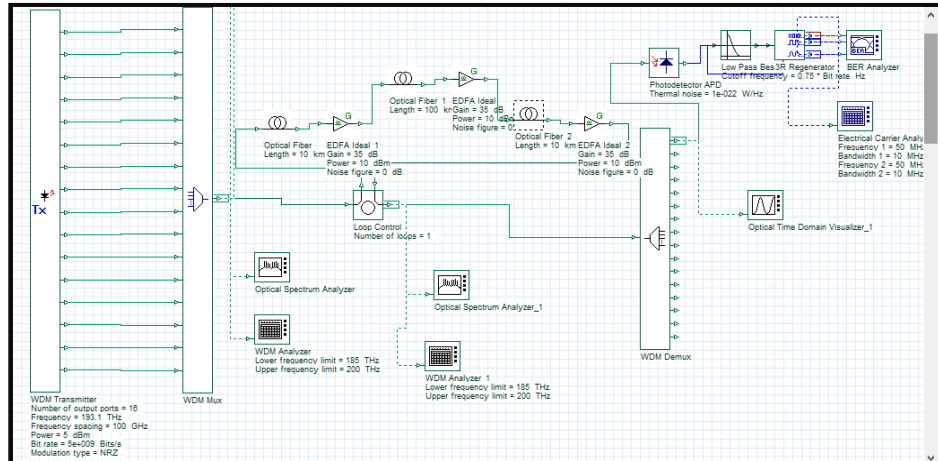 Low Pass Bes
3R Regenerator
BER Analyzer
Cutoff frequency = 0.75 * Bit rate Hz
Photodetector APD
Thermal noise = 1e-022 W/Hz
G
Optical Fiber 1
Length = 100 km
EDFA Ideal
Gain = 35 dB
Power = 10 dBm
Noise figure = 0
G
Optical Fiber
Length = 10 km
EDFA Ideal 1
Gain = 35 dB
Power = 10 dBm
Noise figure = 0 dB
Optical Fiber 2
Length = 10 km
G
EDFA Ideal 2
Gain = 35 dB
Power = 10 dBm
Noise figure = 0 dB
Electrical Carrier Analy
Frequency 1 = 50 MHz
Bandwidth 1 = 10 MHz
Frequency 2 = 50 MHz
Bandwidth 2 = 10 MHz
Tx
Loop Control
Number of loops = 1
Optical Time Domain Visualizer_1
Optical Spectrum Analyzer
Optical Spectrum Analyzer_1
WDM Analyzer
Lower frequency limit = 185 THz
Upper frequency limit = 200 THz
WDM Analyzer_1
Lower frequency limit = 185 THz
Upper frequency limit = 200 THz
WDM Demux
WDM Mux
WDM Transmitter
Number of output ports = 16
Frequency = 193.1 THz
Frequency spacing = 100 GHz
Power = 5 dBm
Bit rate = 5e+009 Bits/s
Modulation type = NRZ